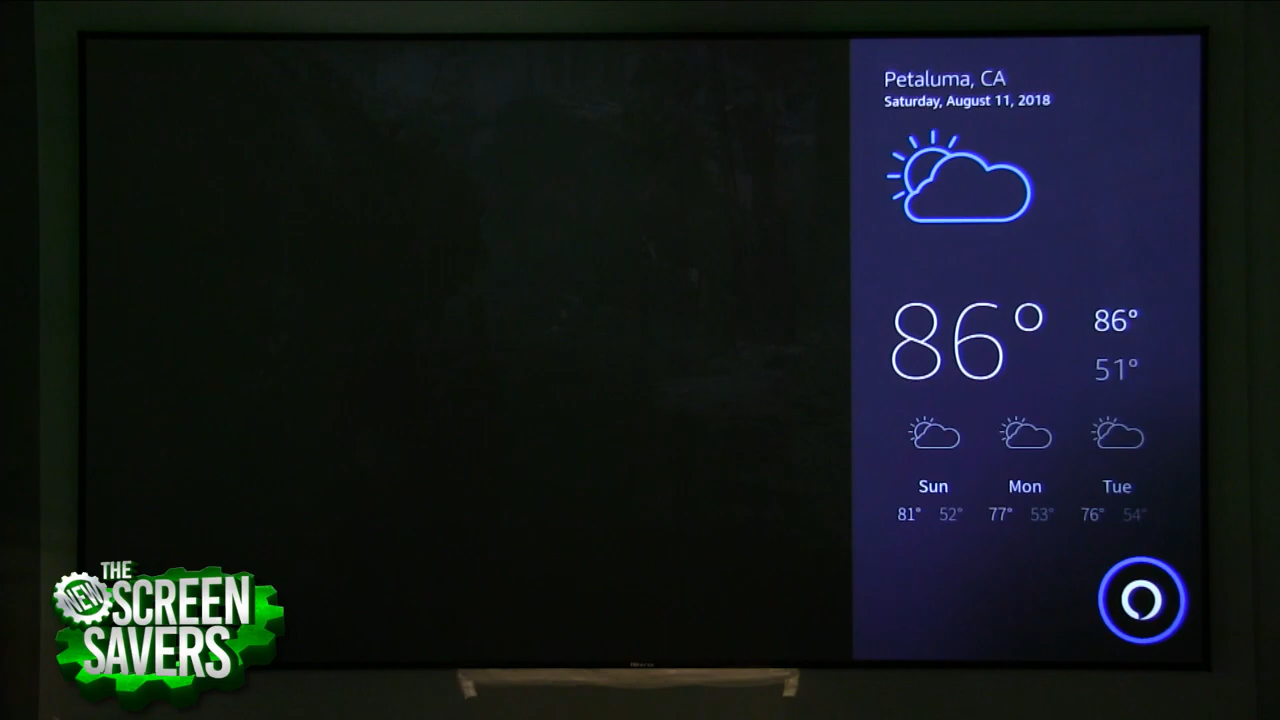 Petaluma, CA
Saturday, August 11, 2018
86° 86°
51°
Sun Mon Tue
81° 52° 77° 53° 76° 54°
THE
NEW SCREEN
SAVERS